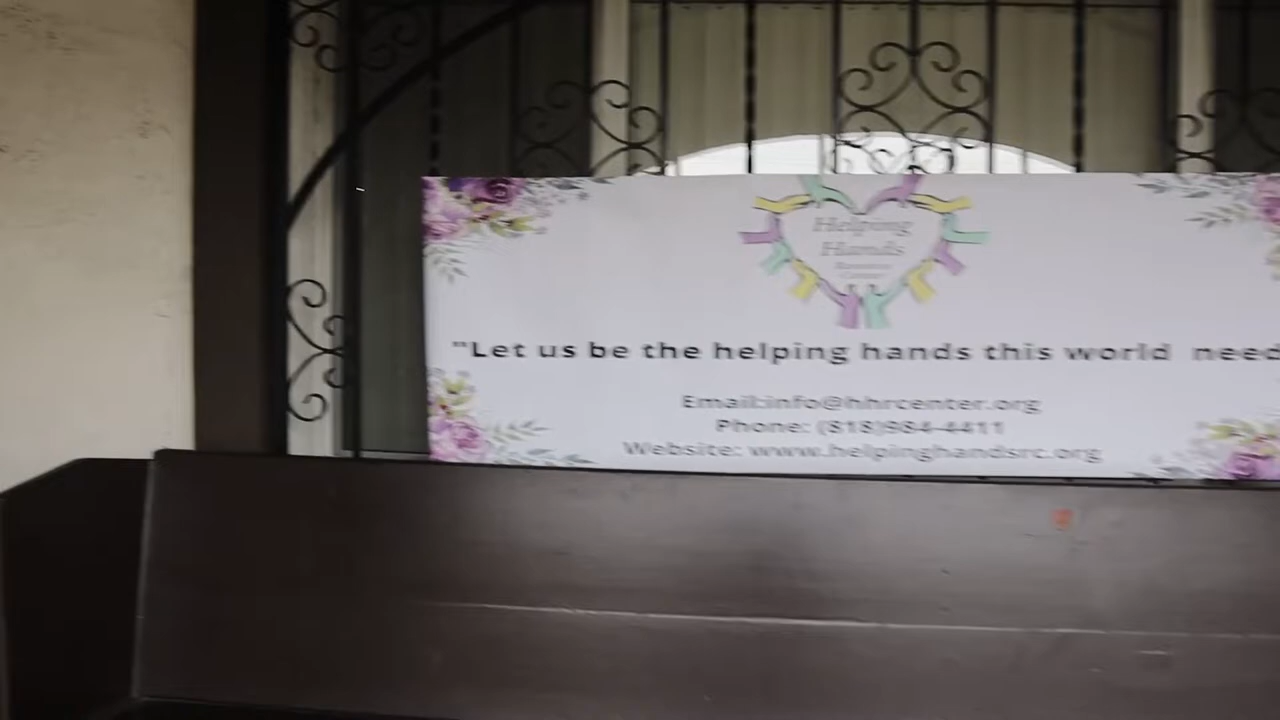 Helping
Hands
"Let us be the helping hands this world need
Email:info@hhrcenter.org
Phone: (818)984-4411
Website: www.helpinghandsrc.org